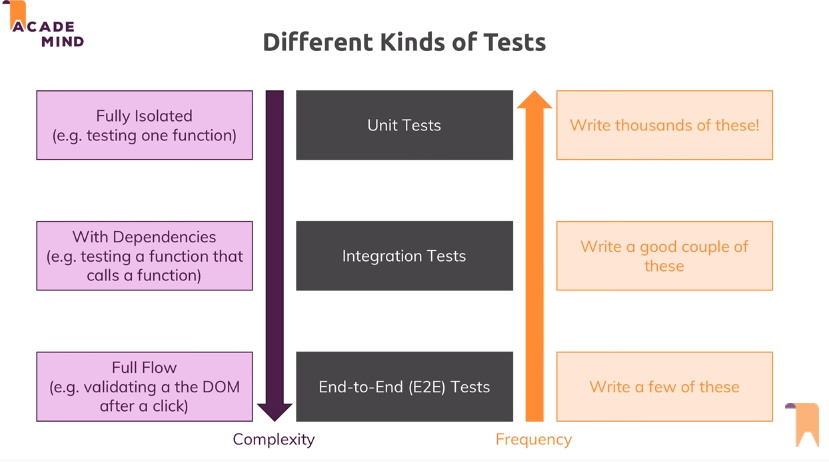 ACADE
MIND
Different Kinds of Tests
Fully Isolated
(e.g. testing one function)
Unit Tests
Write thousands of these!
With Dependencies
(e.g. testing a function that
calls a function)
Integration Tests
Write a good couple of
these
Full Flow
(e.g. validating a the DOM
after a click)
End-to-End (E2E) Tests
Write a few of these
Complexity
Frequency